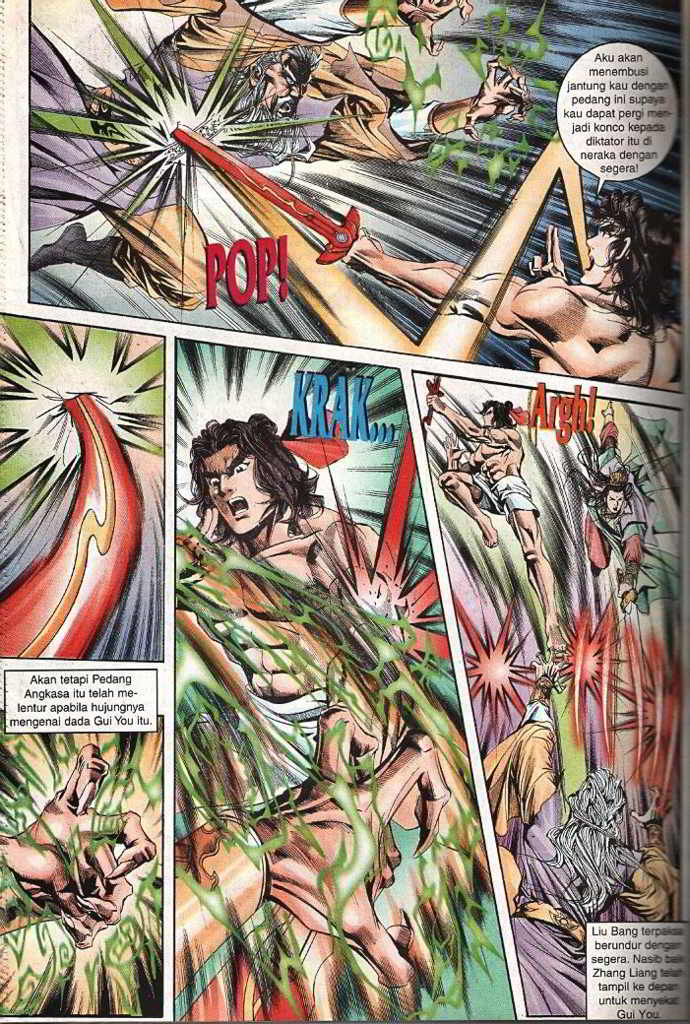 Aku akan
menembusi
jantung kau dengan
pedang ini supaya
kau dapat pergi men-
jadi konco kepada
diktator itu di
neraka dengan
segera!
POP!
KRAK...
Argh!
Akan tetapi Pedang
Angkasa itu telah me-
lentur apabila hujungnya
mengenai dada Gui You itu.
Liu Bang terpaksa
berundur dengan
segera. Nasib baik
Zhang Liang telah
tampil ke depan
untuk menyekat
Gui You.